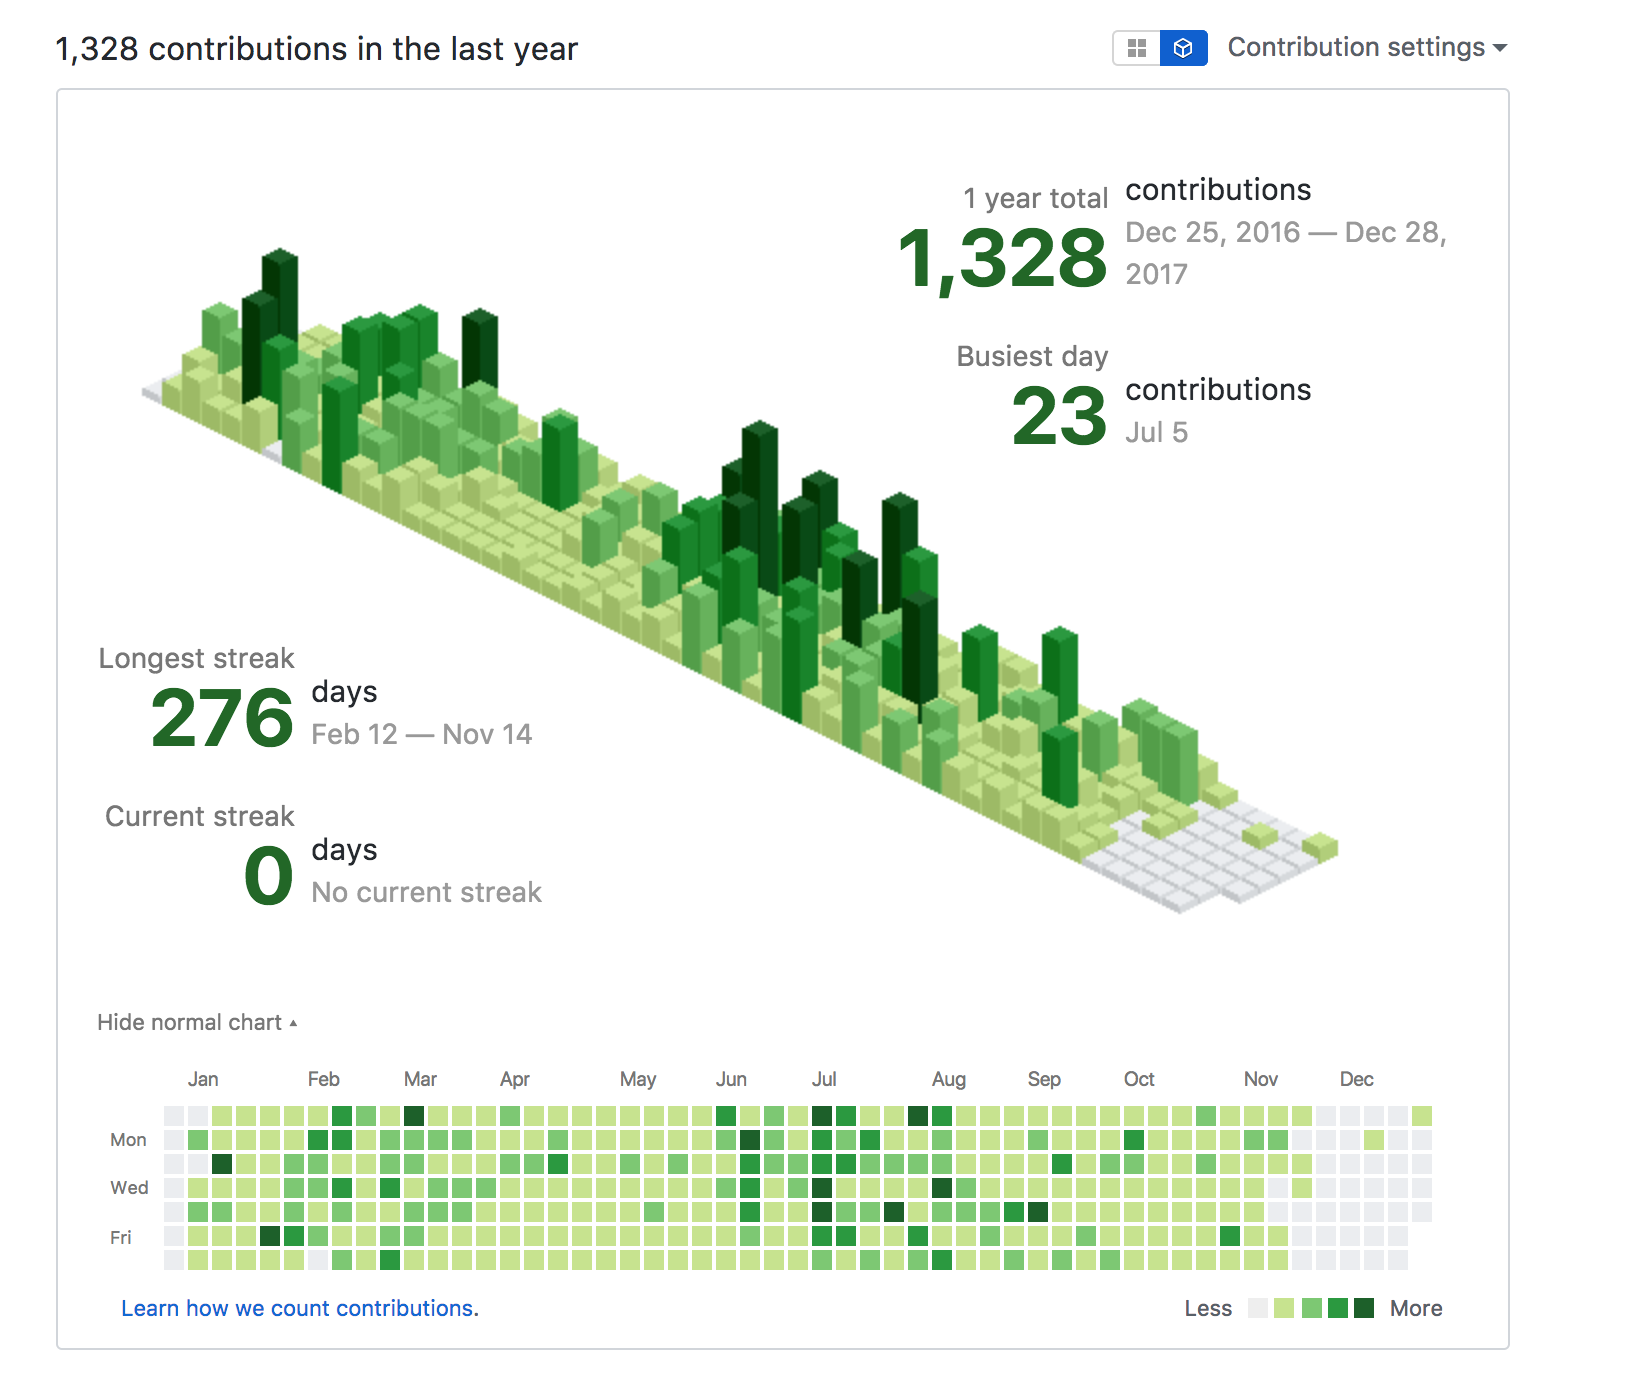 1,328 contributions in the last year
Contribution settings
1 year total
1,328
contributions
Dec 25, 2016 — Dec 28,
2017
Busiest day
23
contributions
Jul 5
Longest streak
276
days
Feb 12 — Nov 14
Current streak
0
days
No current streak
Hide normal chart
Jan Feb Mar Apr May Jun Jul Aug Sep Oct Nov Dec
Mon
Wed
Fri
Learn how we count contributions.
Less More